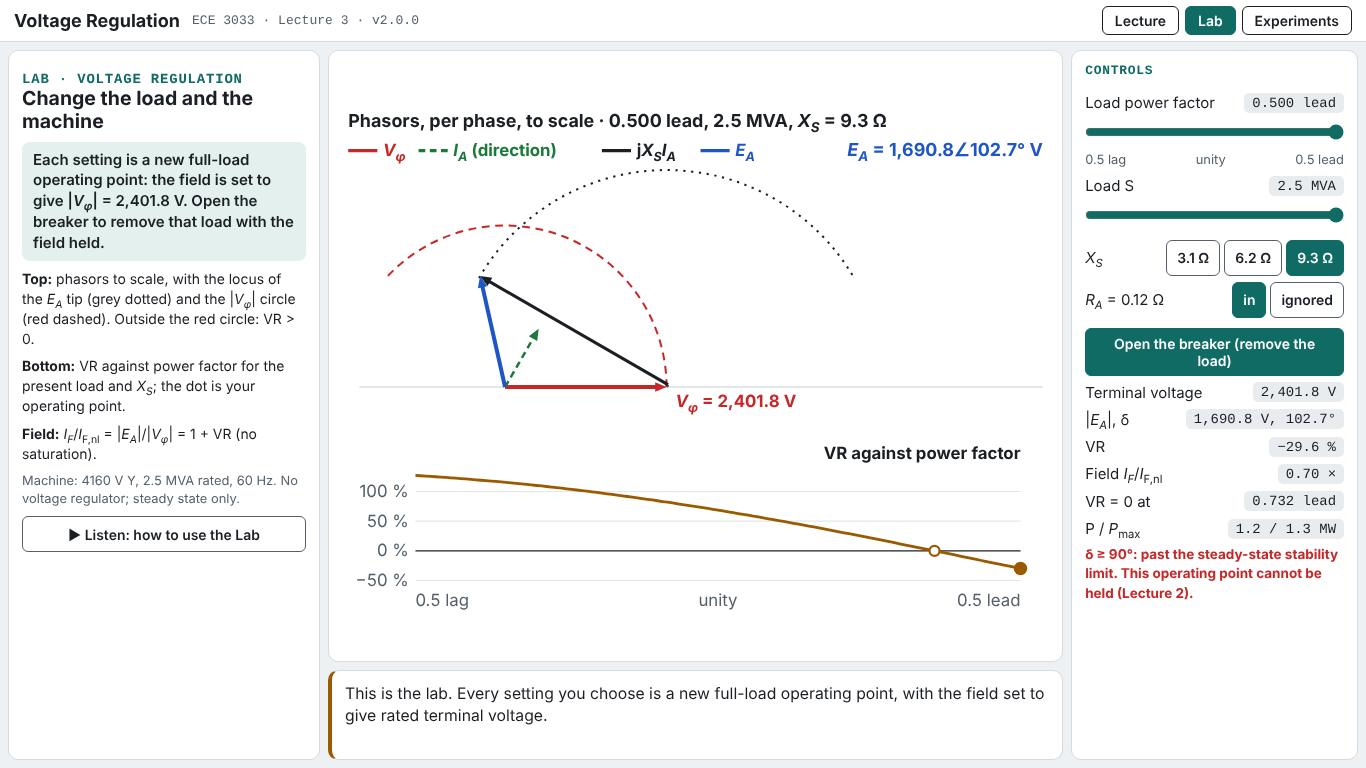 Voltage Regulation ECE 3033 · Lecture 3 · v2.0.0
Lecture Lab Experiments
LAB · VOLTAGE REGULATION
Change the load and the
machine
Each setting is a new full-load
operating point: the field is set to
give |Vφ| = 2,401.8 V. Open the
breaker to remove that load with the
field held.
Top: phasors to scale, with the locus of
the EA tip (grey dotted) and the |Vφ| circle
(red dashed). Outside the red circle: VR >
0.
Bottom: VR against power factor for the
present load and XS; the dot is your
operating point.
Field: IF/IF,nl = |EA|/|Vφ| = 1 + VR (no
saturation).
Machine: 4160 V Y, 2.5 MVA rated, 60 Hz. No
voltage regulator; steady state only.
▶ Listen: how to use the Lab
Phasors, per phase, to scale · 0.500 lead, 2.5 MVA, XS = 9.3 Ω
Vφ IA (direction) jXSIA EA EA = 1,690.8∠102.7° V
Vφ = 2,401.8 V
VR against power factor
100 %
50 %
0 %
−50 %
0.5 lag unity 0.5 lead
This is the lab. Every setting you choose is a new full-load operating point, with the field set to
give rated terminal voltage.
CONTROLS
Load power factor 0.500 lead
0.5 lag unity 0.5 lead
Load S 2.5 MVA
XS 3.1 Ω 6.2 Ω 9.3 Ω
RA = 0.12 Ω in ignored
Open the breaker (remove the
load)
Terminal voltage 2,401.8 V
|EA|, δ 1,690.8 V, 102.7°
VR −29.6 %
Field IF/IF,nl 0.70 ×
VR = 0 at 0.732 lead
P / Pmax 1.2 / 1.3 MW
δ ≥ 90°: past the steady-state stability
limit. This operating point cannot be
held (Lecture 2).